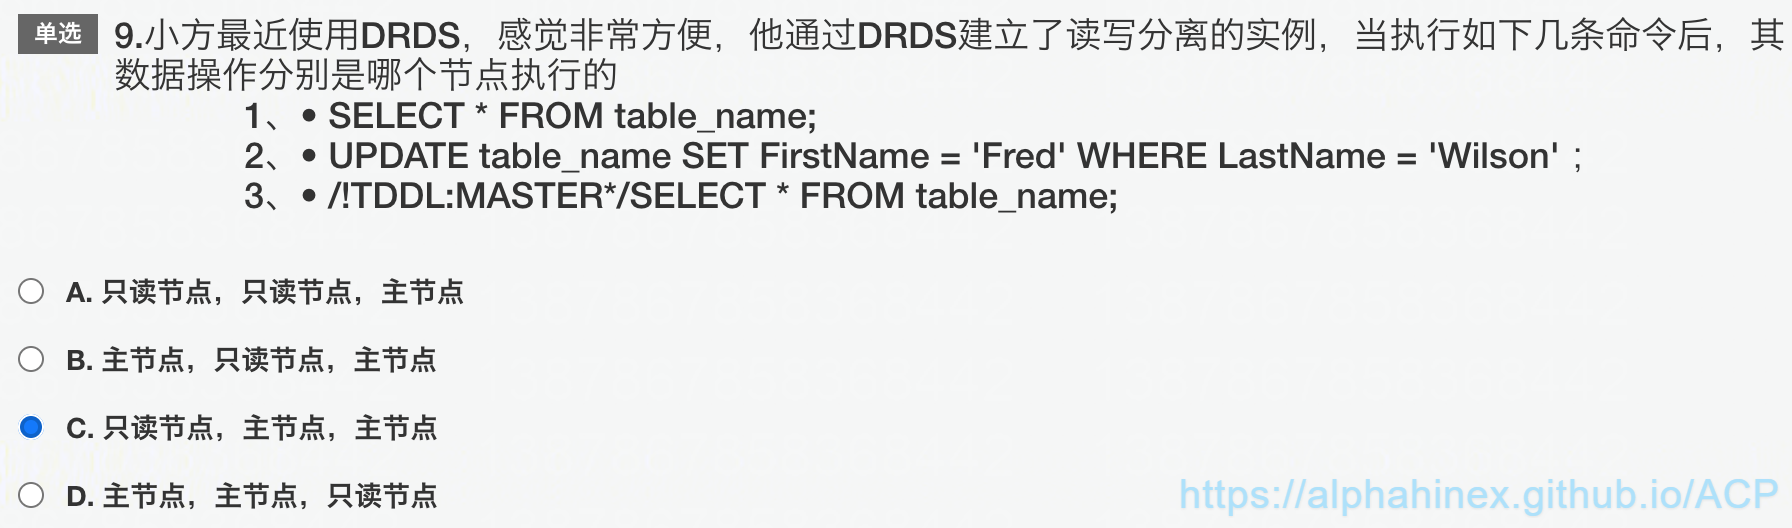 单选 9.小方最近使用DRDS，感觉非常方便，他通过DRDS建立了读写分离的实例，当执行如下几条命令后，其
数据操作分别是哪个节点执行的
1、• SELECT * FROM table_name;
2、• UPDATE table_name SET FirstName = 'Fred' WHERE LastName = 'Wilson' ;
3、• /!TDDL:MASTER*/SELECT * FROM table_name;
A. 只读节点，只读节点，主节点
B. 主节点，只读节点，主节点
C. 只读节点，主节点，主节点
D. 主节点，主节点，只读节点
https://alphahinex.github.io/ACP